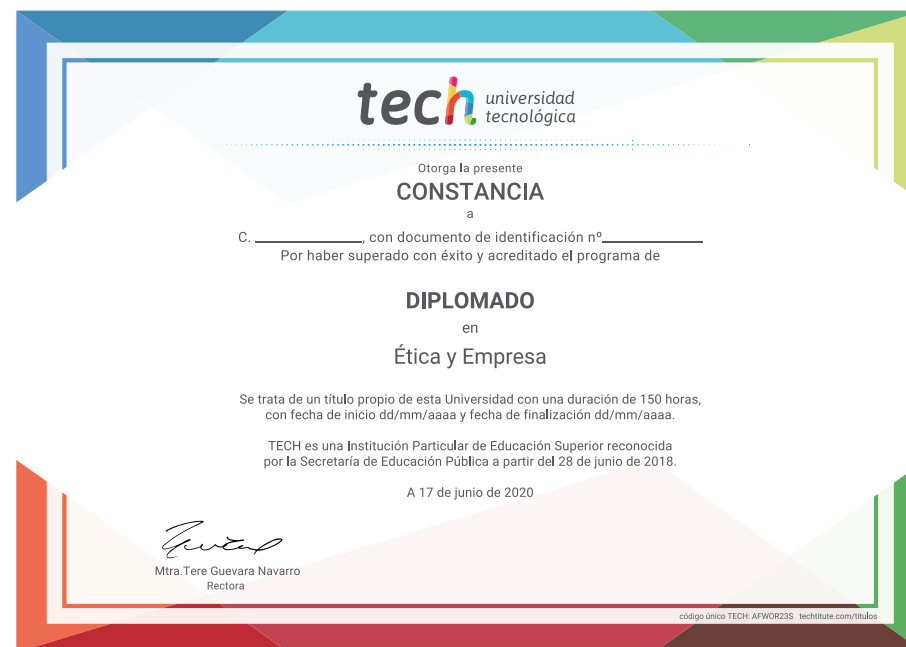 tech universidad
tecnológica
Otorga la presente
CONSTANCIA
a
C. ______________, con documento de identificación nº______________
Por haber superado con éxito y acreditado el programa de
DIPLOMADO
en
Ética y Empresa
Se trata de un título propio de esta Universidad con una duración de 150 horas,
con fecha de inicio dd/mm/aaaa y fecha de finalización dd/mm/aaaa.
TECH es una Institución Particular de Educación Superior reconocida
por la Secretaría de Educación Pública a partir del 28 de junio de 2018.
A 17 de junio de 2020
Mtra.Tere Guevara Navarro
Rectora
código único TECH: AFWOR23S techtitute.com/titulos